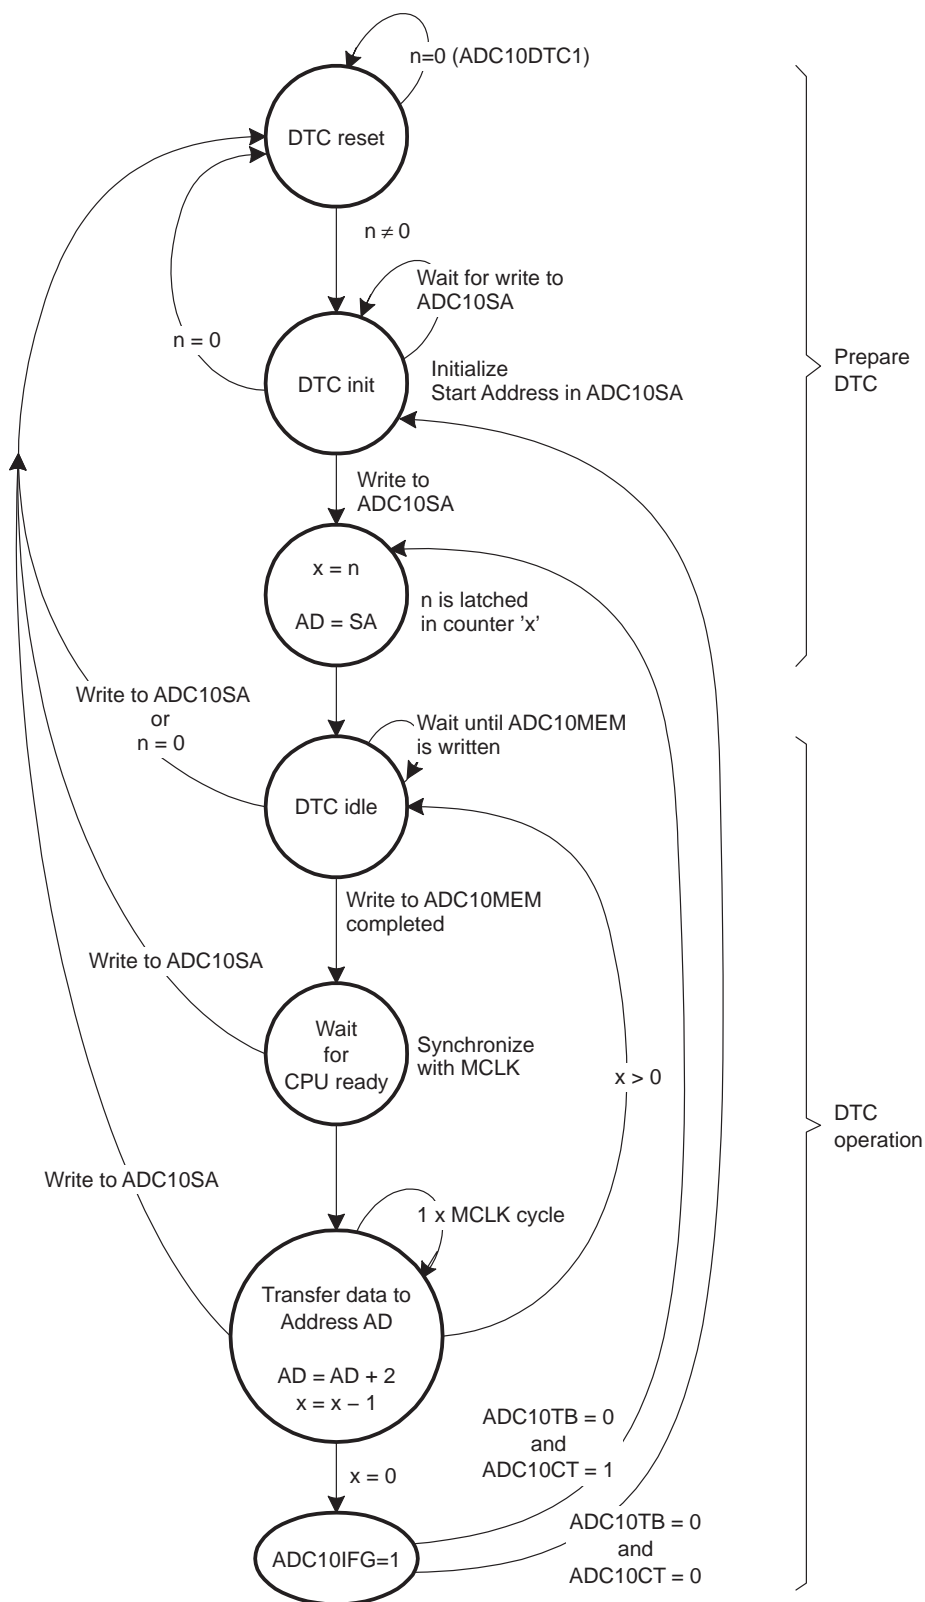 n=0 (ADC10DTC1)
DTC reset
n ≠ 0
Wait for write to
ADC10SA
n = 0
DTC init
Initialize
Start Address in ADC10SA
Prepare
DTC
Write to
ADC10SA
x = n
AD = SA
n is latched
in counter 'x'
Write to ADC10SA
or
n = 0
Wait until ADC10MEM
is written
DTC idle
Write to ADC10MEM
completed
Write to ADC10SA
Wait
for
CPU ready
Synchronize
with MCLK
x > 0
DTC
operation
Write to ADC10SA
1 x MCLK cycle
Transfer data to
Address AD
AD = AD + 2
x = x − 1
ADC10TB = 0
and
ADC10CT = 1
x = 0
ADC10IFG=1
ADC10TB = 0
and
ADC10CT = 0